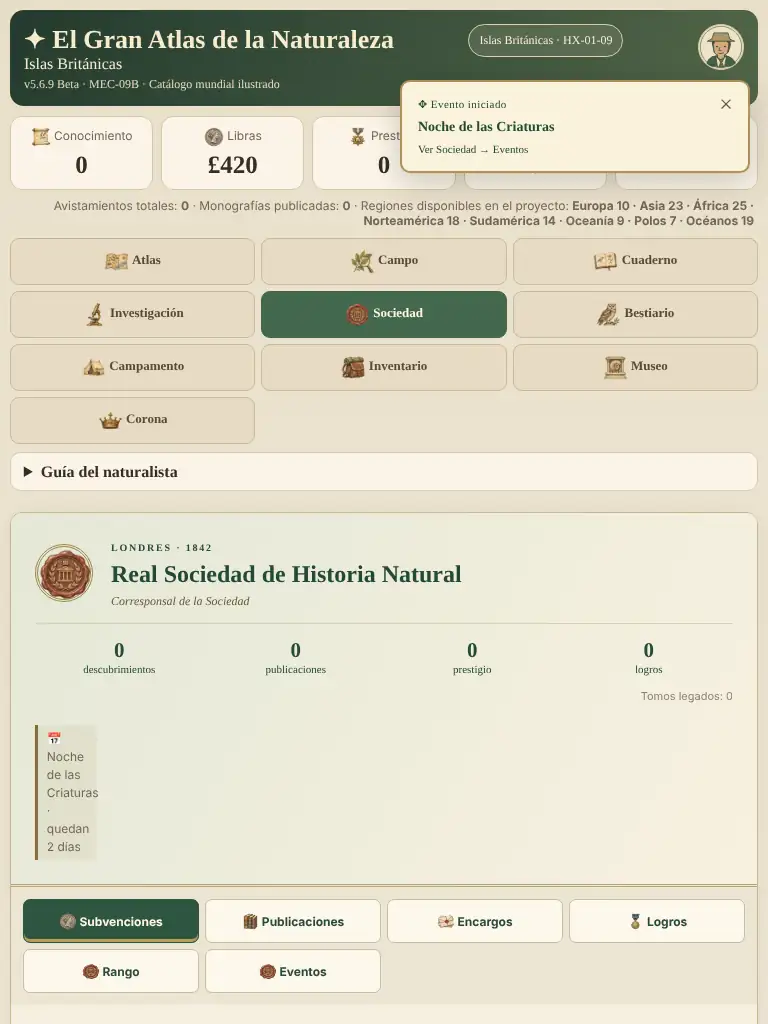 ✦ El Gran Atlas de la Naturaleza
Islas Británicas
v5.6.9 Beta · MEC-09B · Catálogo mundial ilustrado
Islas Británicas · HX-01-09
✥ Evento iniciado
Noche de las Criaturas
Ver Sociedad → Eventos
Conocimiento
0
Libras
£420
Prest
0
Avistamientos totales: 0 · Monografías publicadas: 0 · Regiones disponibles en el proyecto: Europa 10 · Asia 23 · África 25 ·
Norteamérica 18 · Sudamérica 14 · Oceanía 9 · Polos 7 · Océanos 19
Atlas
Campo
Cuaderno
Investigación
Sociedad
Bestiario
Campamento
Inventario
Museo
Corona
Guía del naturalista
LONDRES · 1842
Real Sociedad de Historia Natural
Corresponsal de la Sociedad
0
descubrimientos
0
publicaciones
0
prestigio
0
logros
Tomos legados: 0
📅
Noche
de las
Criaturas
·
quedan
2 días
Subvenciones
Publicaciones
Encargos
Logros
Rango
Eventos